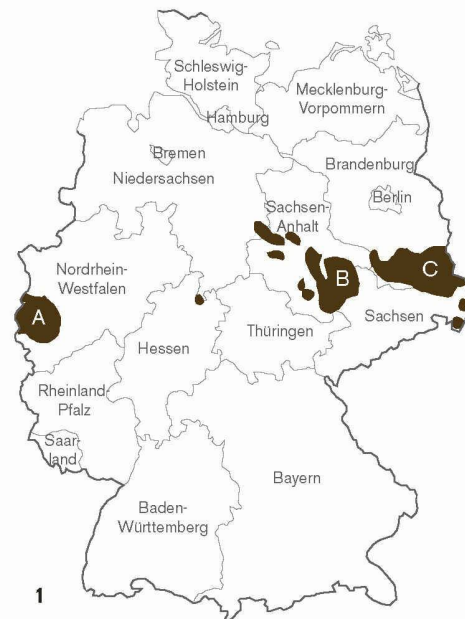 Schleswig-
Holstein
Mecklenburg-
Vorpommern
Hamburg
Bremen
Niedersachsen
Brandenburg
Berlin
Sachsen-
Anhalt
C
B
Nordrhein-
Westfalen
A
Sachsen
Thüringen
Hessen
Rheinland-
Pfalz
Saar-
land
Bayern
Baden-
Württemberg
1